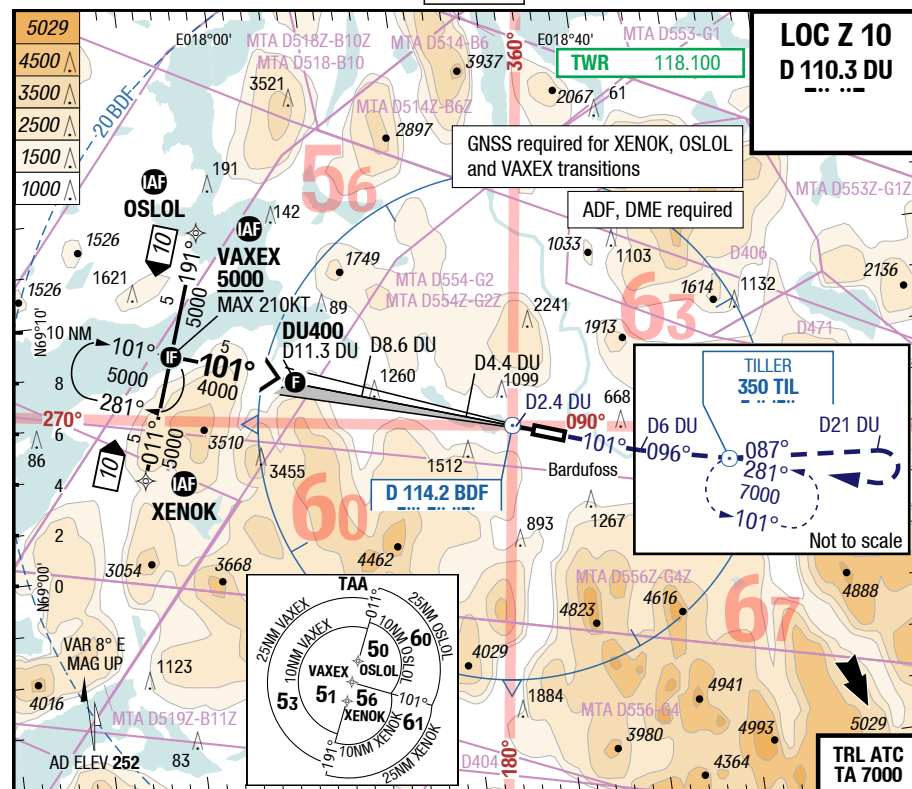 5029
4500
3500
2500
1500
1000
E018°00'
E018°40'
MTA D518Z-B10Z
MTA D518-B10
MTA D514-B6
MTA D553-G1
3937
360°
TWR 118.100
LOC Z 10
D 110.3 DU
20BDF
3521
2067
61
MTA D514Z-B6Z
2897
GNSS required for XENOK, OSLOL
and VAXEX transitions
191
IAF
OSLOL
56
MTA D553Z-G1Z
ADF, DME required
142
IAF
VAXEX
5000
10
191°
5
5000
1526
1621
1526
1749
1033
1103
D406
MTA D554-G2
MTA D554Z-G2Z
63
1614
1132
2136
MAX 210KT
89
2241
1913
D471
N69°10'
10 NM
DU400
D11.3 DU
D8.6 DU
D4.4 DU
101°
5000
281°
IF
5
101°
4000
F
1260
1099
8
TILLER
350 TIL
D2.4 DU
668
270°
090°
101°
D6 DU
096°
087°
281°
7000
101°
D21 DU
Not to scale
6
011°
5
5000
3510
86
10
3455
1512
Bardufoss
4
IAF
XENOK
60
D 114.2 BDF
893
1267
2
4462
3054
3668
N69°00'
0
MTA D556Z-G4Z
4616
4823
67
4888
TAA
011°
25NM VAXEX
25NM OSLOL
10NM VAXEX
10NM OSLOL
60
50
OSLOL
VAXEX
101°
53
51
56
XENOK
61
191°
10NM XENOK
25NM XENOK
VAR 8° E
MAG UP
4016
1123
4029
4941
1884
MTA D556-G4
5029
MTA D519Z-B11Z
3980
4993
AD ELEV 252
83
D404
180°
4364
TRL ATC
TA 7000